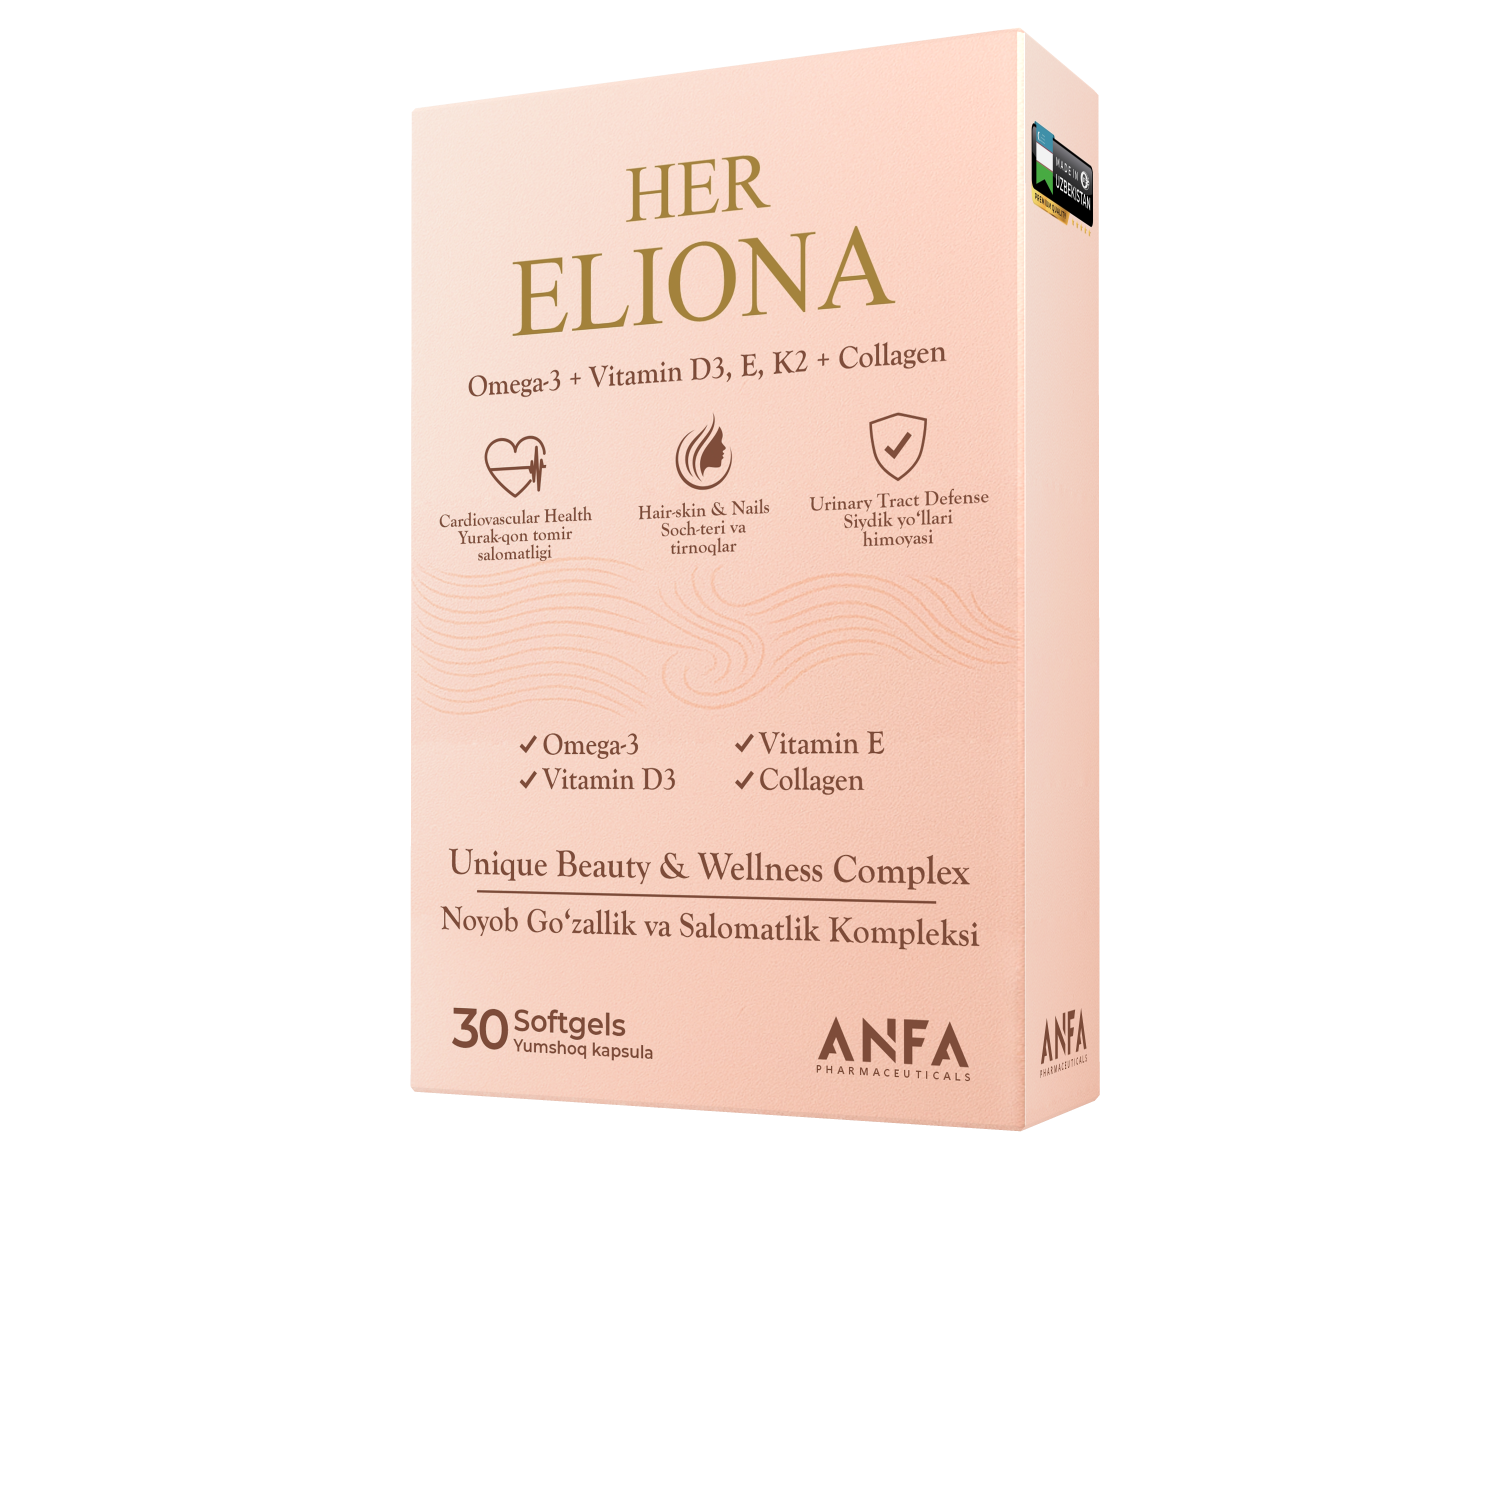 HER
ELIONA
Omega-3 + Vitamin D3, E, K2 + Collagen
Cardiovascular Health
Yurak-qon tomir
salomatligi
Hair-skin & Nails
Soch-teri va
tirnoqlar
Urinary Tract Defense
Siydik yo‘llari
himoyasi
✓ Omega-3
✓ Vitamin D3
✓ Vitamin E
✓ Collagen
Unique Beauty & Wellness Complex
Noyob Go‘zallik va Salomatlik Kompleksi
30 Softgels
Yumshoq kapsula
ANFA
PHARMACEUTICALS
MADE IN
UZBEKISTAN
PREMIUM QUALITY
ANFA
PHARMACEUTICALS